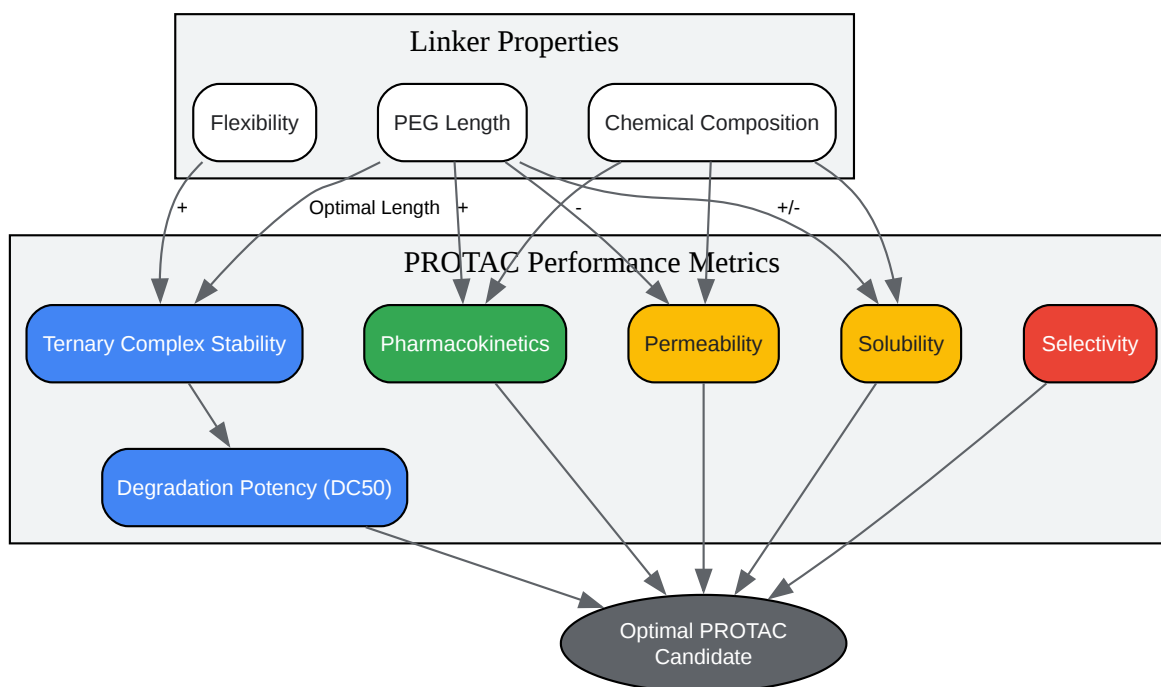 Linker Properties
Flexibility
PEG Length
Chemical Composition
+
Optimal Length
+
-
+/-
PROTAC Performance Metrics
Ternary Complex Stability
Pharmacokinetics
Permeability
Solubility
Selectivity
Degradation Potency (DC50)
Optimal PROTAC
Candidate